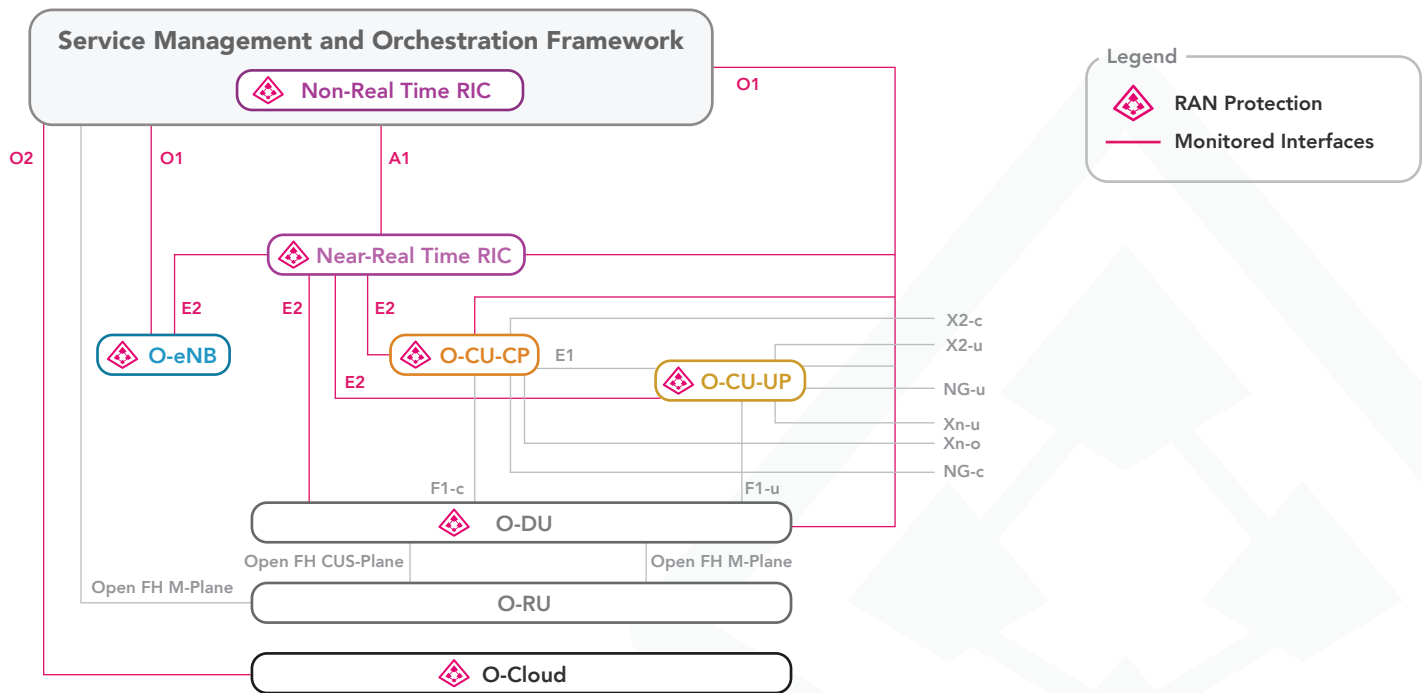 Service Management and Orchestration Framework
Non-Real Time RIC
Legend
RAN Protection
Monitored Interfaces
O1
O2
O1
A1
Near-Real Time RIC
E2
E2
E2
O-eNB
O-CU-CP
E1
E2
O-CU-UP
X2-c
X2-u
NG-u
Xn-u
Xn-o
NG-c
F1-c
F1-u
O-DU
Open FH CUS-Plane
Open FH M-Plane
Open FH M-Plane
O-RU
O-Cloud